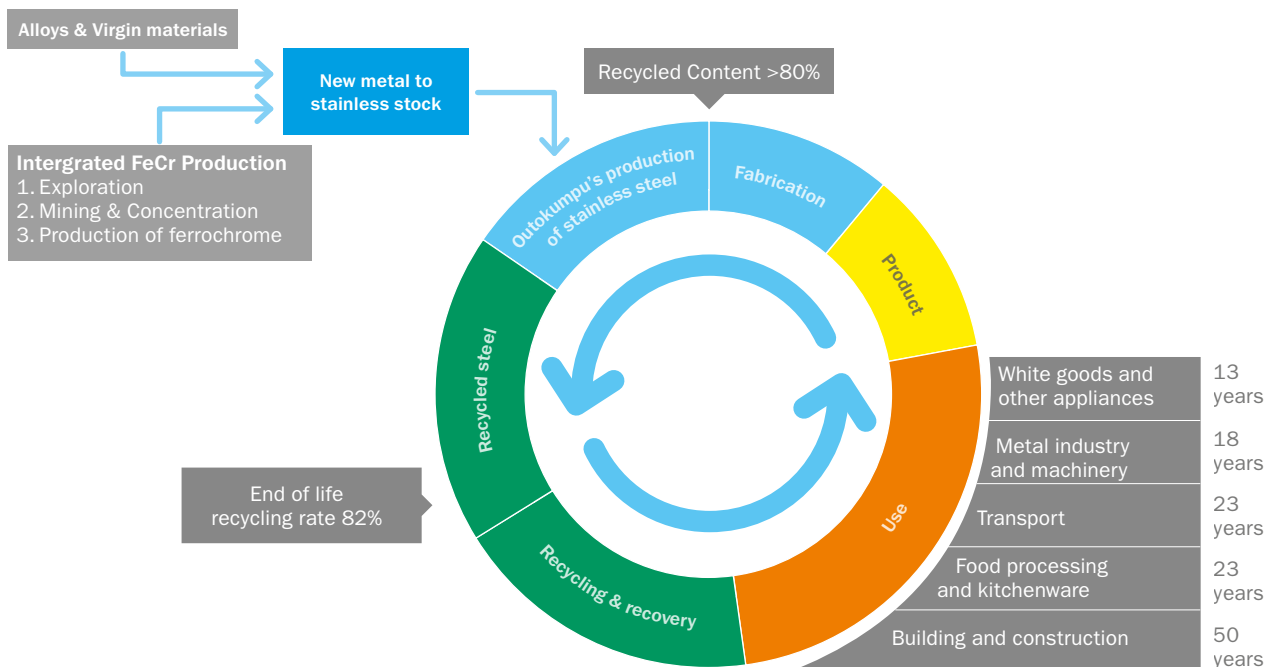 Alloys & Virgin materials
New metal to
stainless stock
Recycled Content >80%
Intergrated FeCr Production
1. Exploration
2. Mining & Concentration
3. Production of ferrochrome
Outokumpu's production
of stainless steel
Fabrication
Product
Use
Recycling & recovery
Recycled steel
End of life
recycling rate 82%
White goods and
other appliances
13
years
Metal industry
and machinery
18
years
Transport
23
years
Food processing
and kitchenware
23
years
Building and construction
50
years